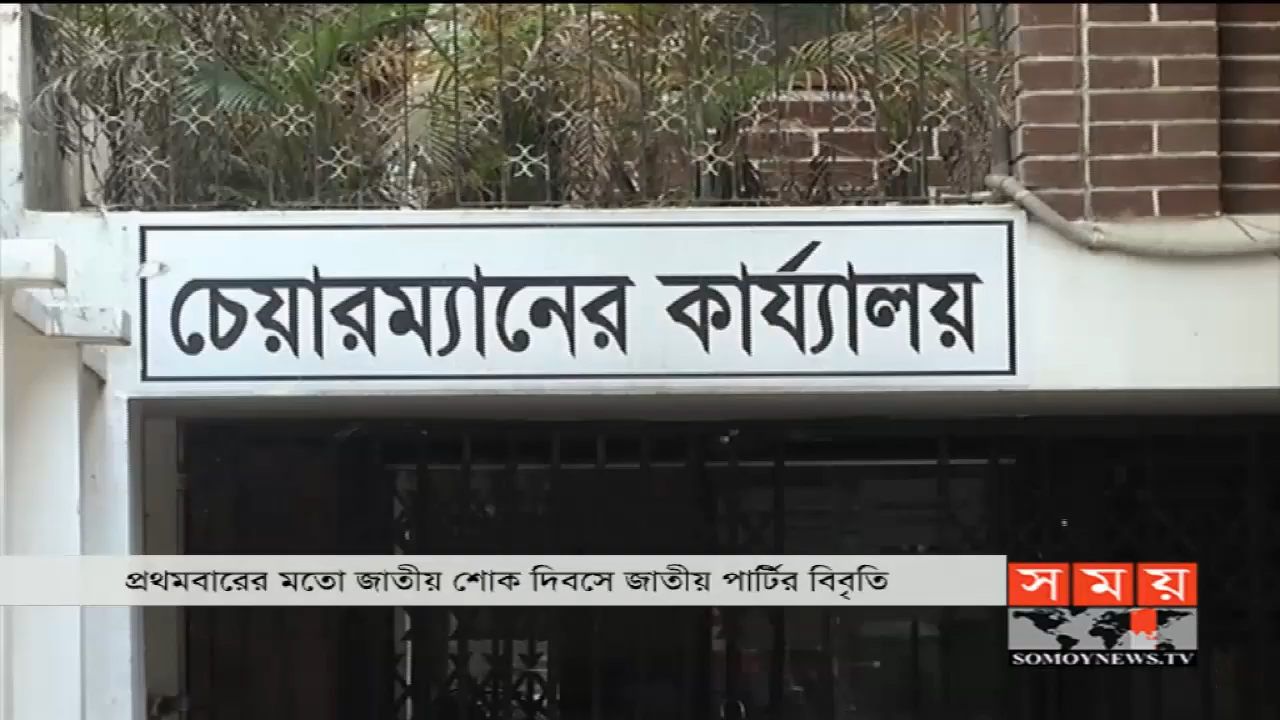 চেয়ারম্যানের কার্য্যালয়
প্রথমবারের মতো জাতীয় শোক দিবসে জাতীয় পার্টির বিবৃতি
সময়
SOMOYNEWS.TV